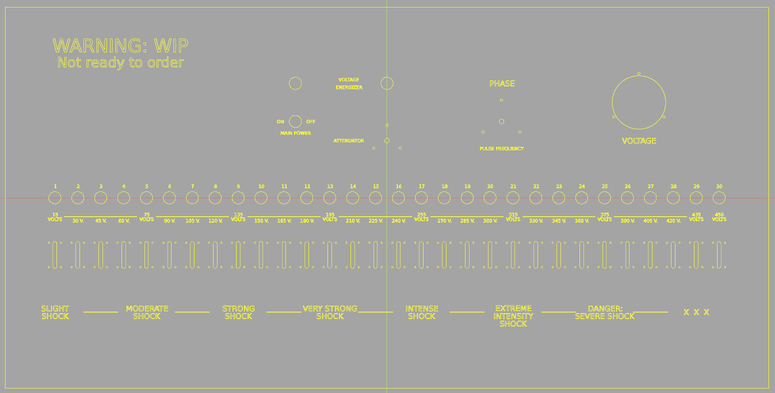 WARNING: WIP
Not ready to order
VOLTAGE
ENERGIZER
PHASE
ON OFF
MAIN POWER
ATTENUATOR
PULSE FREQUENCY
VOLTAGE
1 2 3 4 5 6 7 8 9 10 11 12 13 14 15 16 17 18 19 20 21 22 23 24 25 26 27 28 29 30
15 75 135 195 255 315 375 435 450
VOLTS 30 V. 45 V. 60 V. VOLTS 90 V. 105 V. 120 V. VOLTS 150 V. 165 V. 180 V. VOLTS 210 V. 225 V. 240 V. VOLTS 270 V. 285 V. 300 V. VOLTS 330 V. 345 V. 360 V. VOLTS 390 V. 405 V. 420 V. VOLTS VOLTS
SLIGHT MODERATE STRONG VERY STRONG INTENSE EXTREME DANGER: X X X
SHOCK SHOCK SHOCK SHOCK SHOCK INTENSITY SEVERE SHOCK
SHOCK